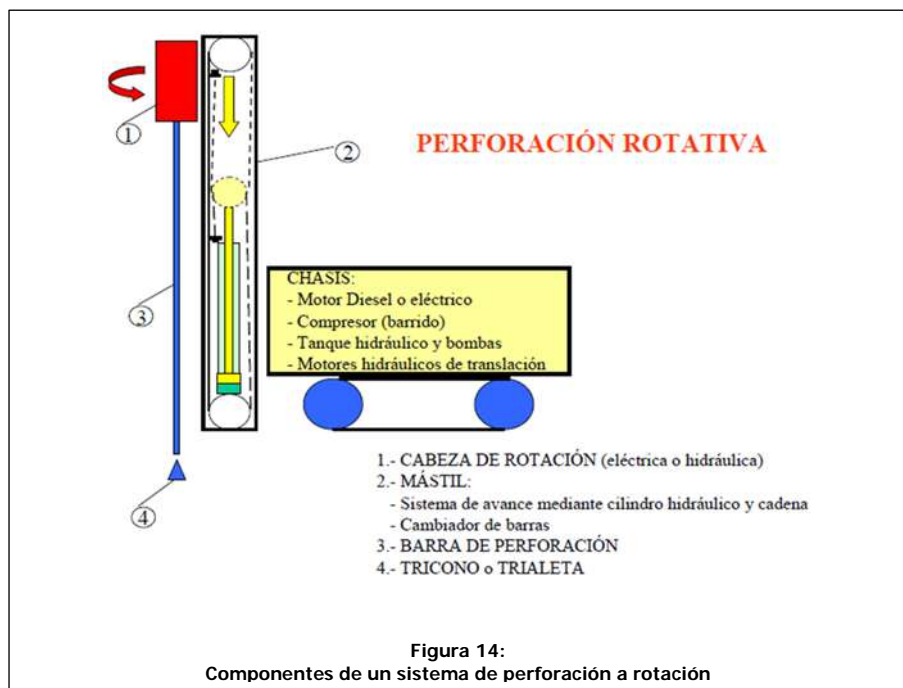 PERFORACIÓN ROTATIVA
1
2
3
4
CHASIS:
- Motor Diesel o eléctrico
- Compresor (barrido)
- Tanque hidráulico y bombas
- Motores hidráulicos de translación
1.- CABEZA DE ROTACIÓN (eléctrica o hidráulica)
2.- MÁSTIL:
- Sistema de avance mediante cilindro hidráulico y cadena
- Cambiador de barras
3.- BARRA DE PERFORACIÓN
4.- TRICONO o TRIALETA
Figura 14:
Componentes de un sistema de perforación a rotación